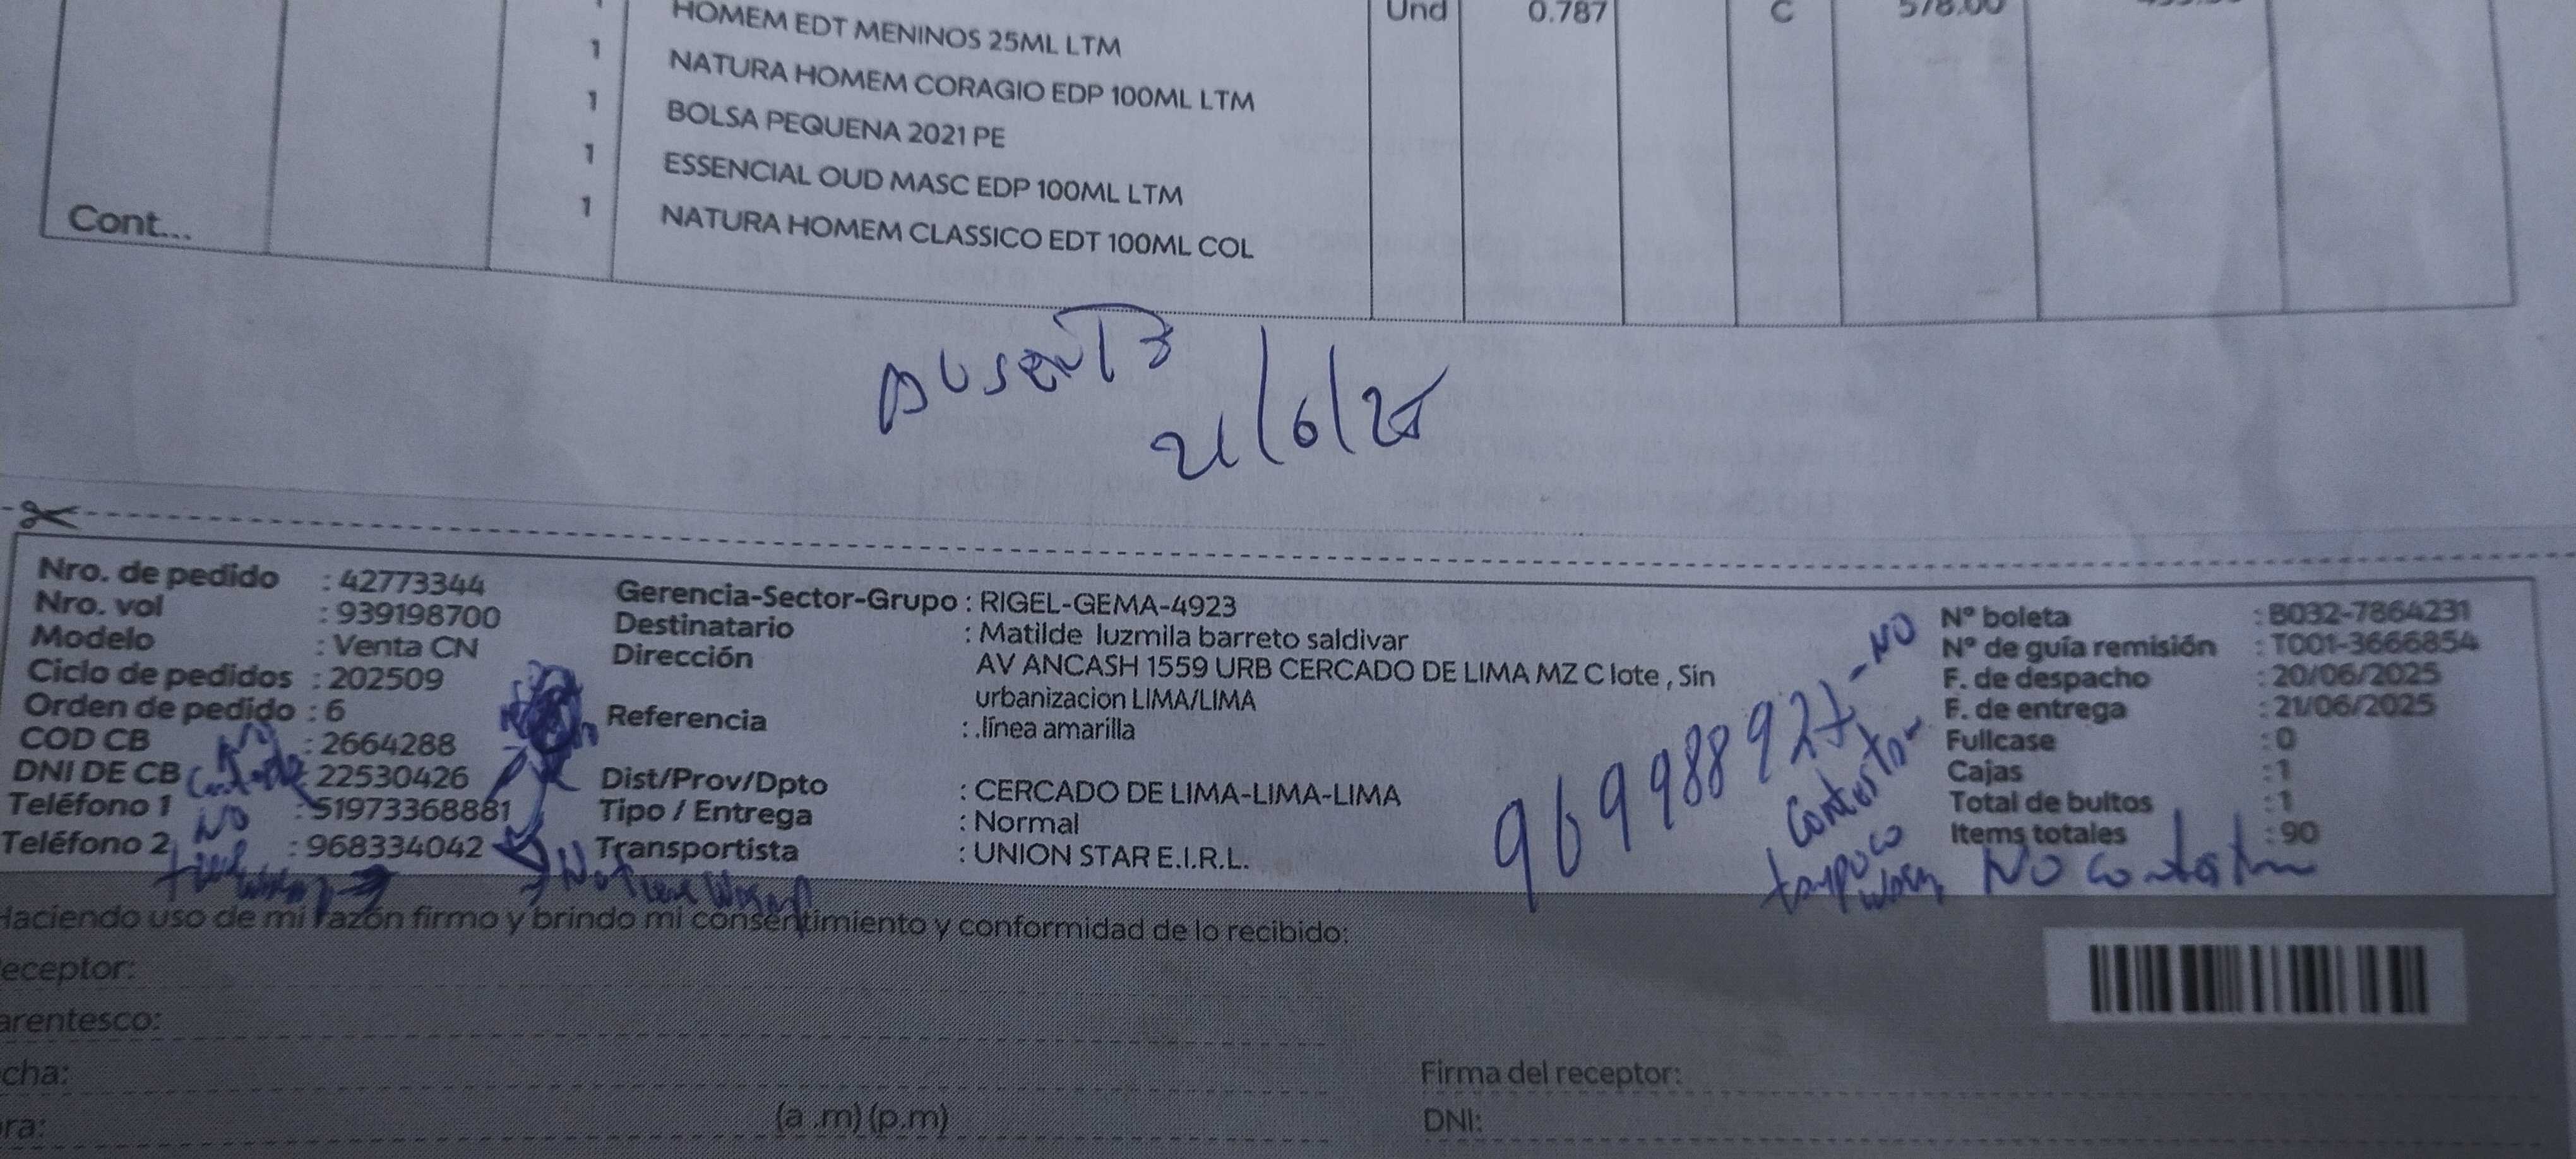 HOMEM EDT MENINOS 25ML LTM Und 0.787 C 578.00
1 NATURA HOMEM CORAGIO EDP 100ML LTM
1 BOLSA PEQUENA 2021 PE
1 ESSENCIAL OUD MASC EDP 100ML LTM
Cont... 1 NATURA HOMEM CLASSICO EDT 100ML COL
AUSENTE
21/6/25
Nro. de pedido : 42773344
Nro. vol : 939198700
Modelo : Venta CN
Ciclo de pedidos : 202509
Orden de pedido : 6
COD CB : 2664288
DNI DE CB : 22530426
Teléfono 1 : 51973368881
NO
Teléfono 2 : 968334042
No tiene
Gerencia-Sector-Grupo : RIGEL-GEMA-4923
Destinatario : Matilde luzmila barreto saldivar
Dirección AV ANCASH 1559 URB CERCADO DE LIMA MZ C lote , Sin
urbanizacion LIMA/LIMA
Referencia : .línea amarilla
Dist/Prov/Dpto : CERCADO DE LIMA-LIMA-LIMA
Tipo / Entrega : Normal
Transportista : UNION STAR E.I.R.L.
969988927 - NO
contesta
tampoco
Nº boleta : B032-7864231
Nº de guía remisión : T001-3666854
F. de despacho : 20/06/2025
F. de entrega : 21/06/2025
Fullcase : 0
Cajas : 1
Total de bultos : 1
Items totales : 90
No contestan
Haciendo uso de mi razón firmo y brindo mi consentimiento y conformidad de lo recibido:
eceptor:
arentesco:
cha: Firma del receptor:
ora: (a .m) (p.m) DNI: